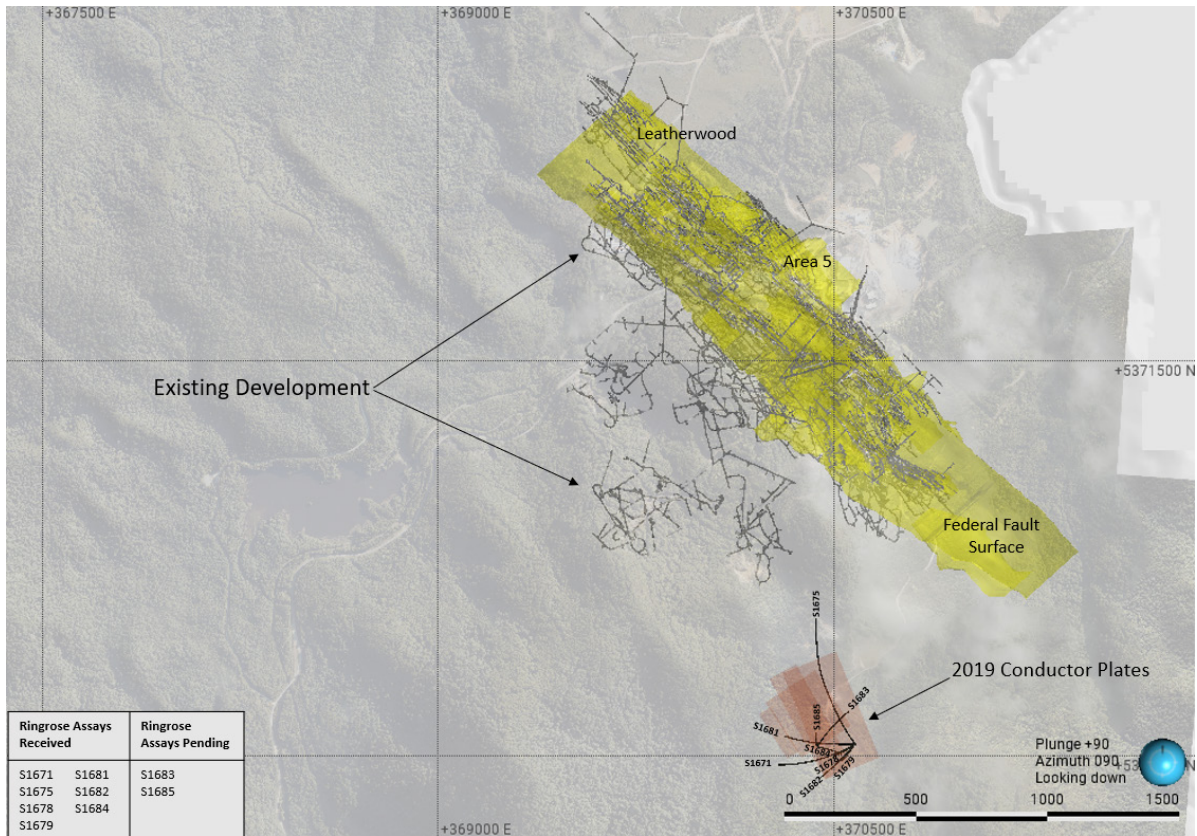 +367500 E
+369000 E
+370500 E
Leatherwood
Area 5
+5371500 N
Existing Development
Federal Fault
Surface
S1675
2019 Conductor Plates
S1683
S1685
S1681
S1684
S1671
S1678
S1679
S1682
Ringrose Assays
Received
Ringrose
Assays Pending
S1671 S1681 S1683
S1675 S1682 S1685
S1678 S1684
S1679
Plunge +90
Azimuth 090
Looking down
0 500 1000 1500
+369000 E
+370500 E